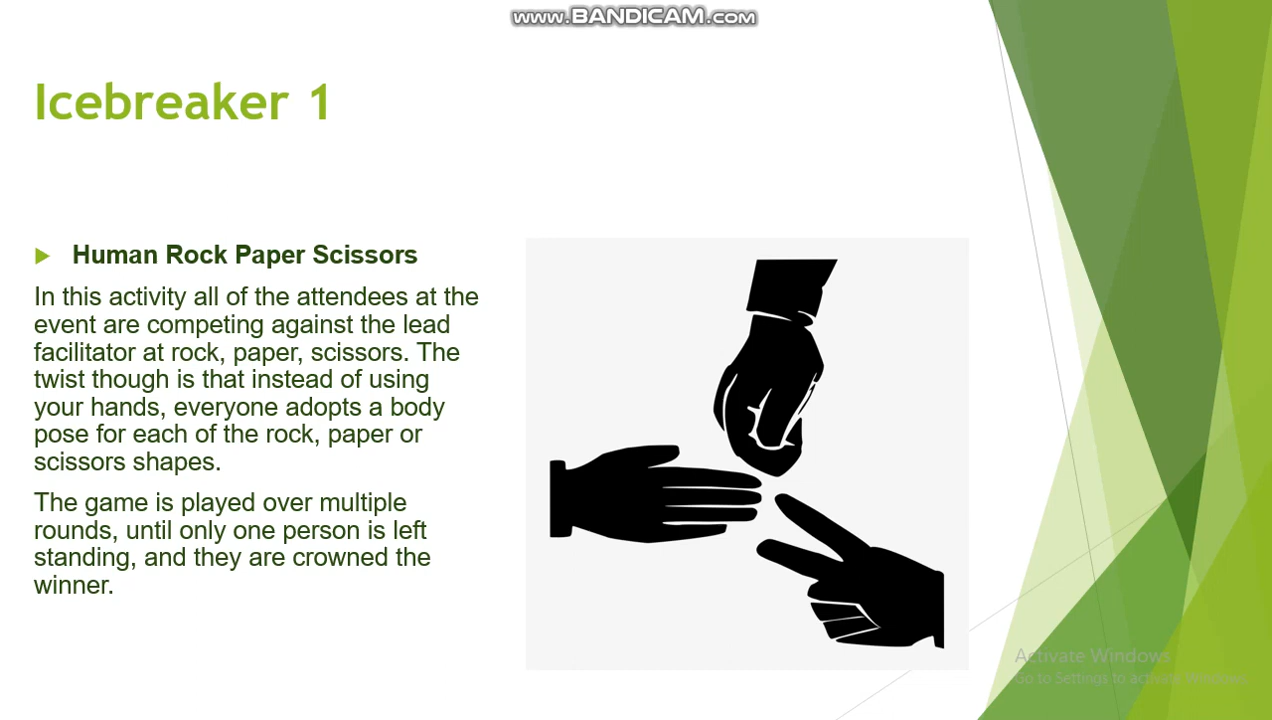 www.BANDICAM.com
Icebreaker 1
Human Rock Paper Scissors
In this activity all of the attendees at the
event are competing against the lead
facilitator at rock, paper, scissors. The
twist though is that instead of using
your hands, everyone adopts a body
pose for each of the rock, paper or
scissors shapes.
The game is played over multiple
rounds, until only one person is left
standing, and they are crowned the
winner.
Activate Windows
Go to Settings to activate Windows.